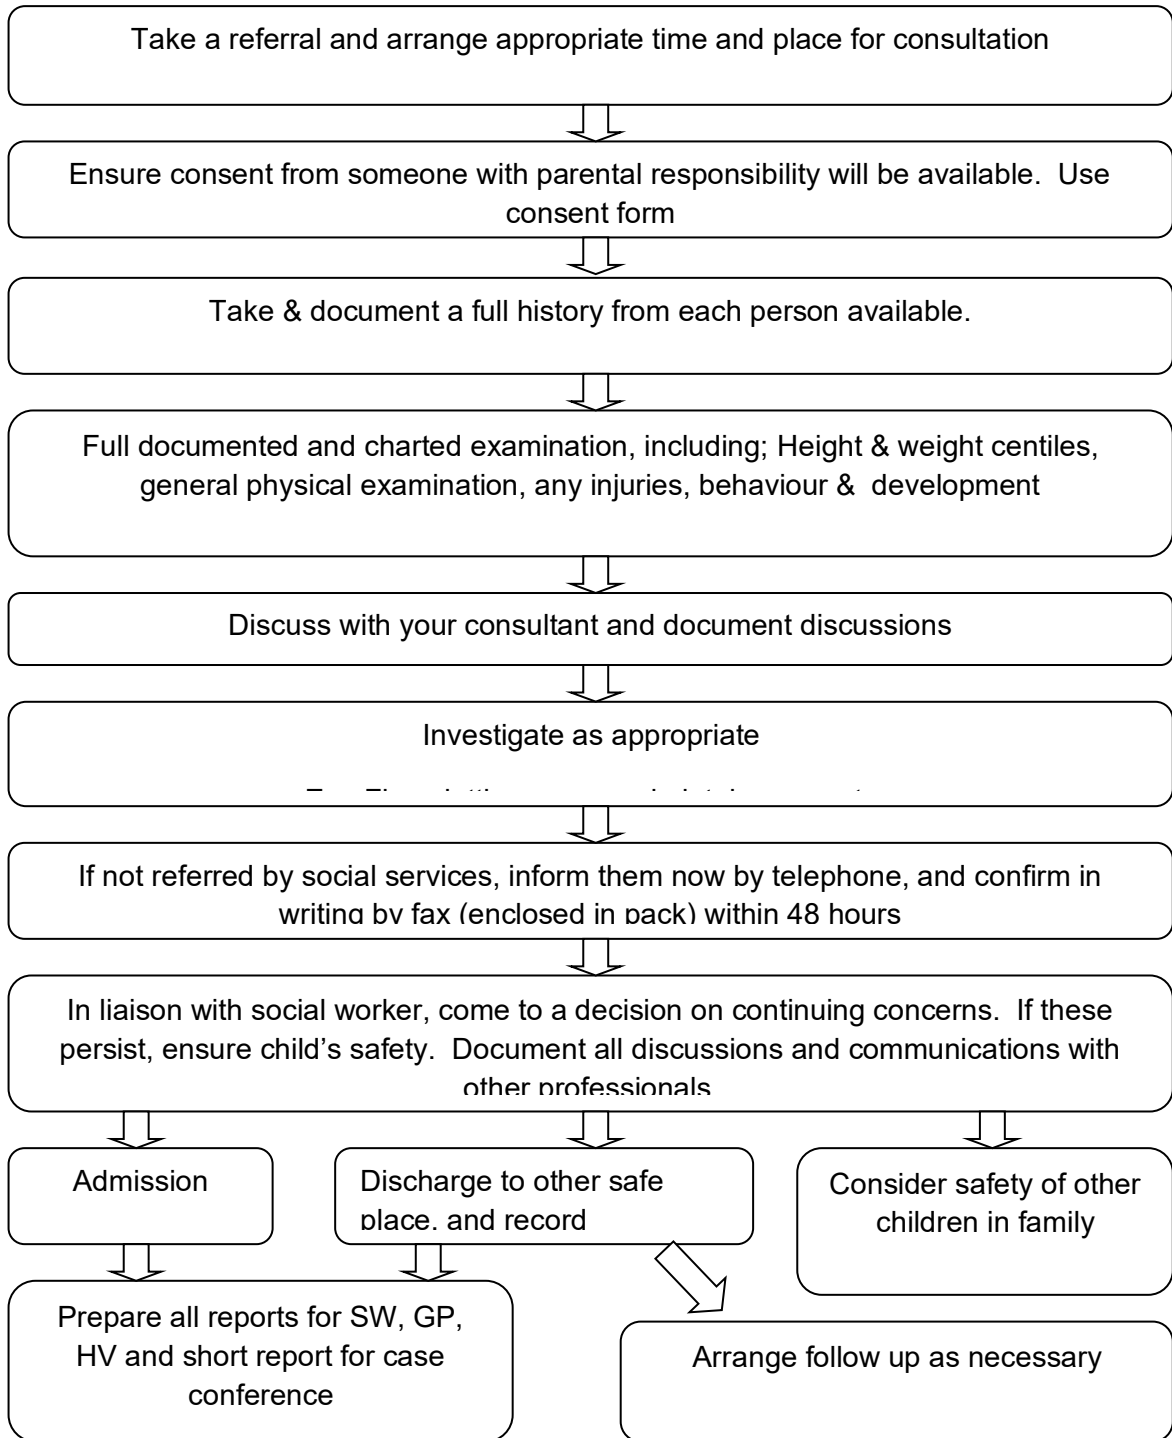 Take a referral and arrange appropriate time and place for consultation
Ensure consent from someone with parental responsibility will be available.  Use
consent form
Take & document a full history from each person available.
Full documented and charted examination, including; Height & weight centiles,
general physical examination, any injuries, behaviour &  development
Discuss with your consultant and document discussions
Investigate as appropriate
If not referred by social services, inform them now by telephone, and confirm in
writing by fax (enclosed in pack) within 48 hours
In liaison with social worker, come to a decision on continuing concerns.  If these
persist, ensure child's safety.  Document all discussions and communications with
other professionals
Admission
Discharge to other safe
place, and record
Consider safety of other
children in family
Prepare all reports for SW, GP,
HV and short report for case
conference
Arrange follow up as necessary